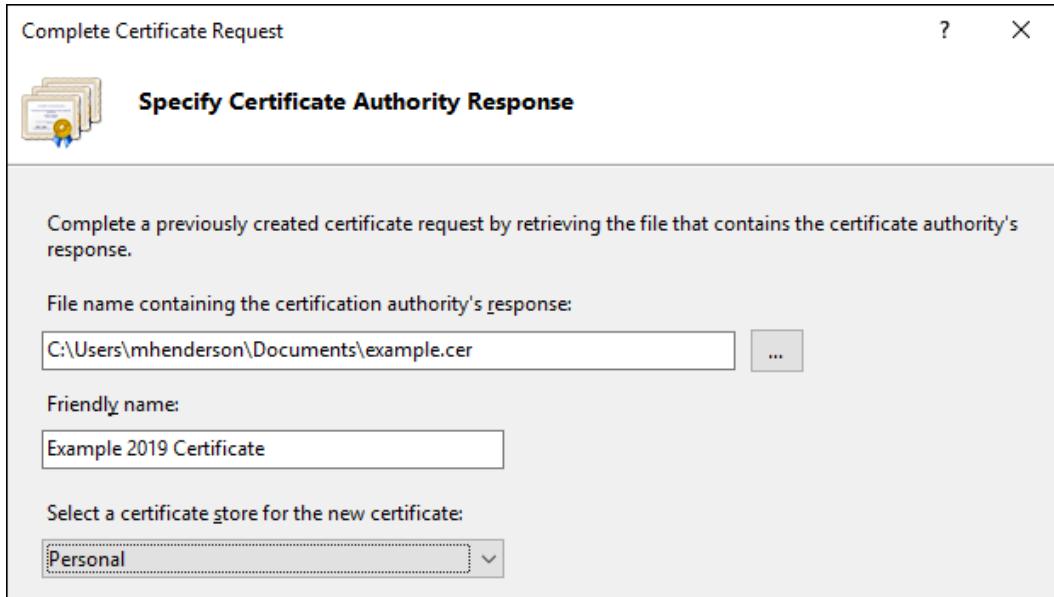 Complete Certificate Request
?
Specify Certificate Authority Response
Complete a previously created certificate request by retrieving the file that contains the certificate authority's
response.
File name containing the certification authority's response:
C:\Users\mhenderson\Documents\example.cer
...
Friendly name:
Example 2019 Certificate
Select a certificate store for the new certificate:
Personal